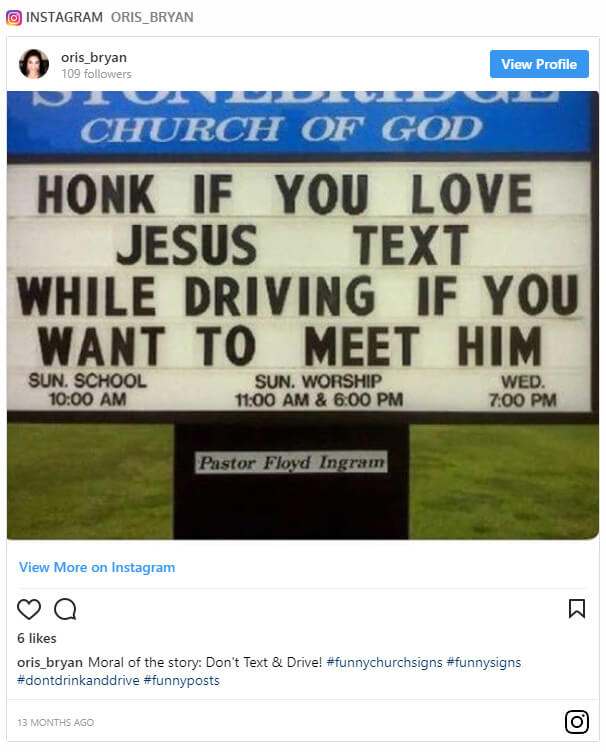 INSTAGRAM ORIS_BRYAN
oris_bryan
109 followers
View Profile
STONEBRIDGE
CHURCH OF GOD
HONK IF YOU LOVE
JESUS TEXT
WHILE DRIVING IF YOU
WANT TO MEET HIM
SUN. SCHOOL SUN. WORSHIP WED.
10:00 AM 11:00 AM & 6:00 PM 7:00 PM
Pastor Floyd Ingram
View More on Instagram
6 likes
oris_bryan Moral of the story: Don't Text & Drive! #funnychurchsigns #funnysigns
#dontdrinkanddrive #funnyposts
13 MONTHS AGO